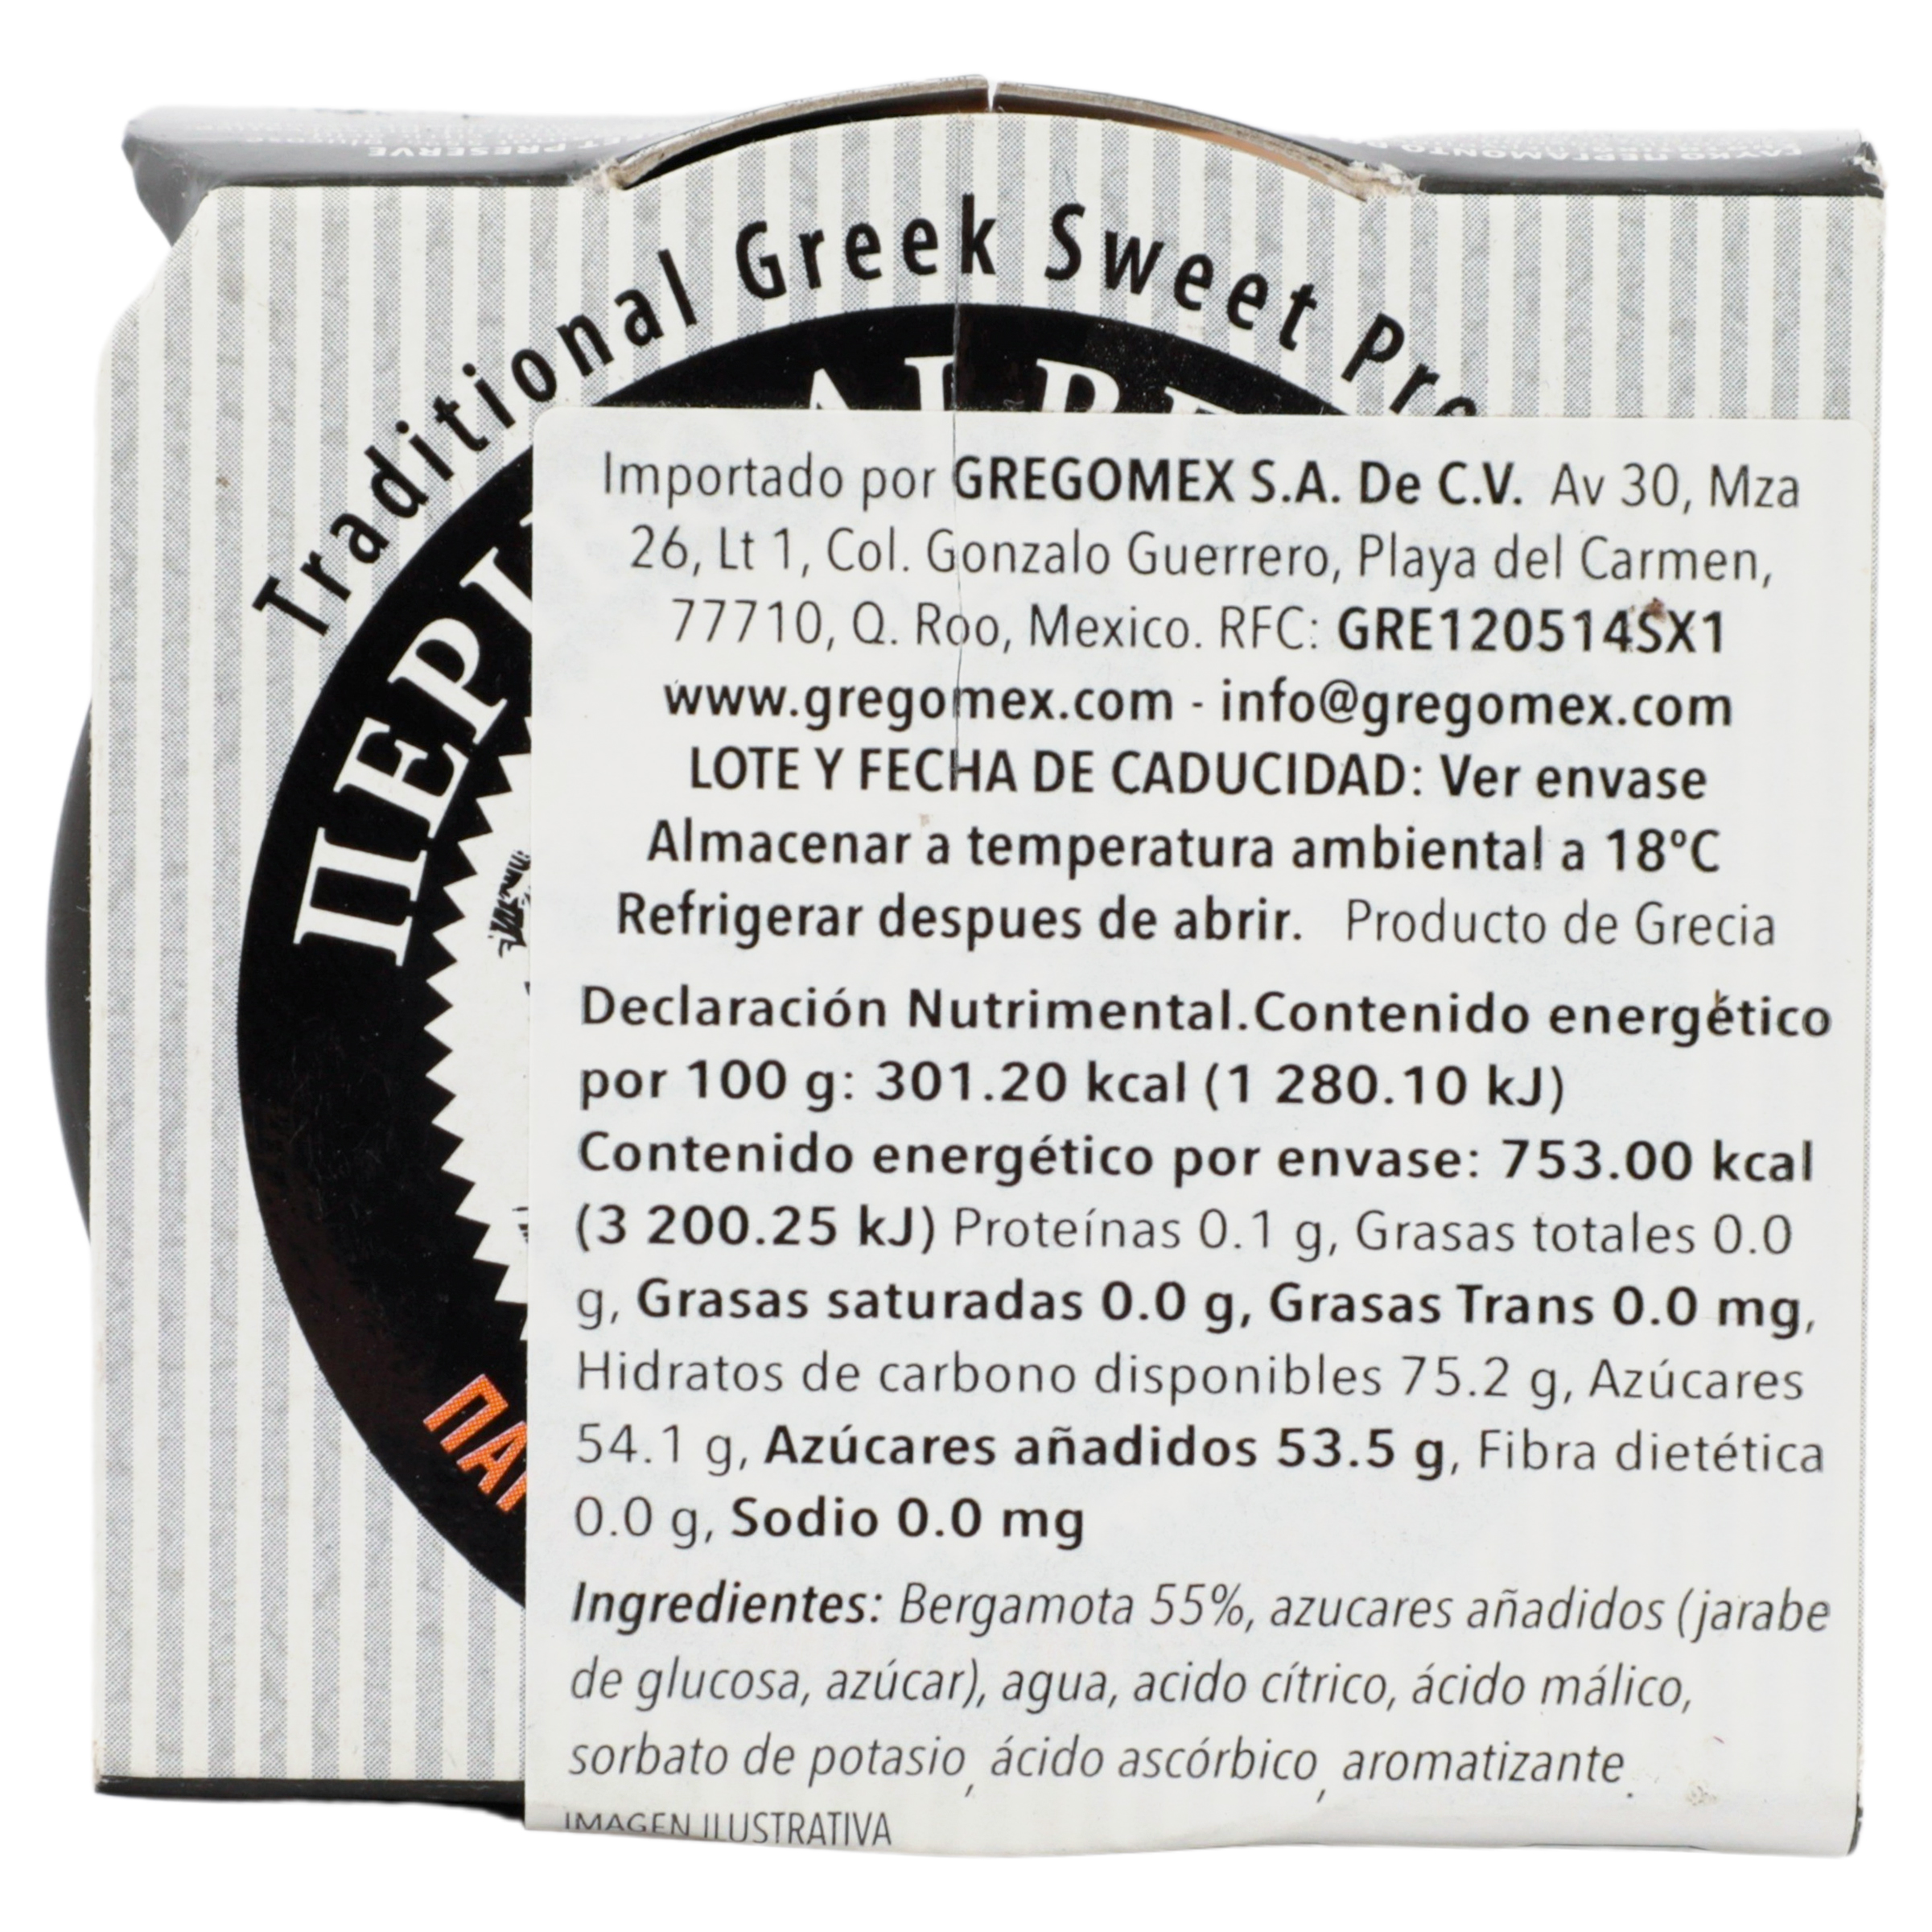 Traditional Greek Sweet
Importado por GREGOMEX S.A. De C.V. Av 30, Mza
26, Lt 1, Col. Gonzalo Guerrero, Playa del Carmen,
77710, Q. Roo, Mexico. RFC: GRE120514SX1
www.gregomex.com - info@gregomex.com
LOTE Y FECHA DE CADUCIDAD: Ver envase
Almacenar a temperatura ambiental a 18ºC
Refrigerar despues de abrir. Producto de Grecia
Declaración Nutrimental.Contenido energético
por 100 g: 301.20 kcal (1 280.10 kJ)
Contenido energético por envase: 753.00 kcal
(3 200.25 kJ) Proteínas 0.1 g, Grasas totales 0.0
g, Grasas saturadas 0.0 g, Grasas Trans 0.0 mg,
Hidratos de carbono disponibles 75.2 g, Azúcares
54.1 g, Azúcares añadidos 53.5 g, Fibra dietética
0.0 g, Sodio 0.0 mg
Ingredientes: Bergamota 55%, azucares añadidos (jarabe
de glucosa, azúcar), agua, acido cítrico, ácido málico,
sorbato de potasio, ácido ascórbico, aromatizante.
IMAGEN ILUSTRATIVA